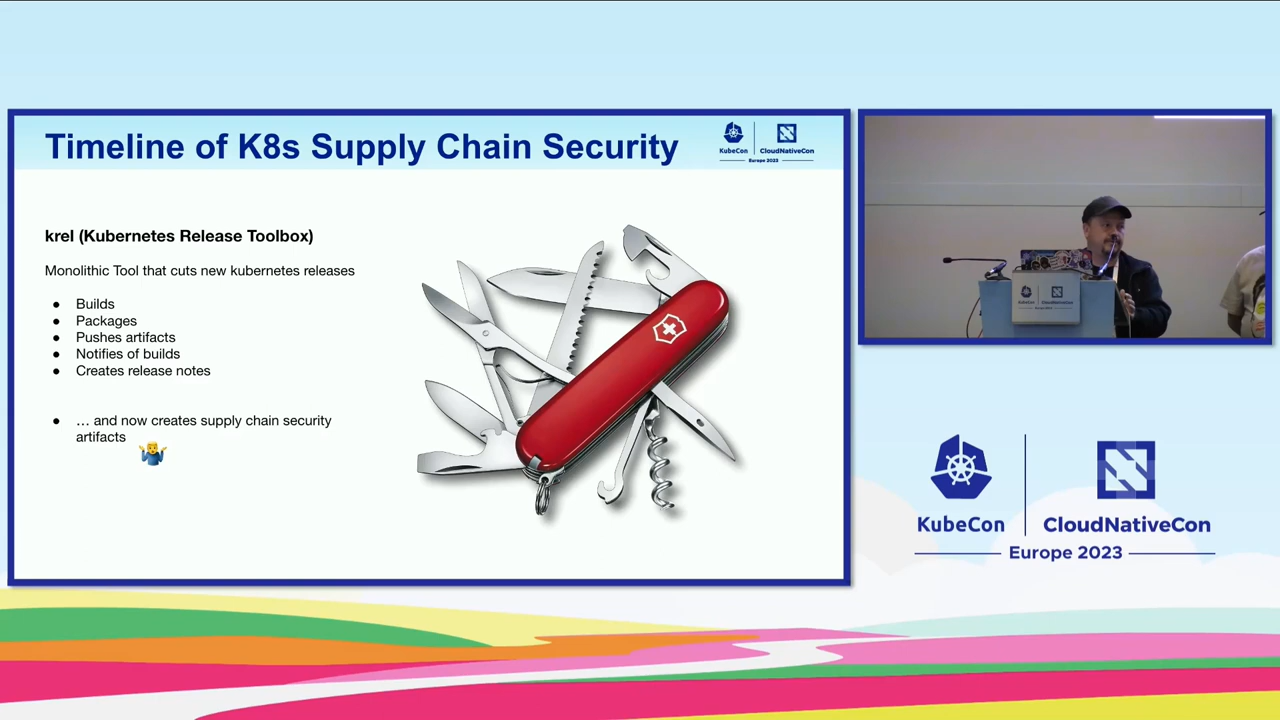 Timeline of K8s Supply Chain Security
KubeCon
CloudNativeCon
Europe 2023
krel (Kubernetes Release Toolbox)
Monolithic Tool that cuts new kubernetes releases
● Builds
● Packages
● Pushes artifacts
● Notifies of builds
● Creates release notes
● … and now creates supply chain security
artifacts
KubeCon
CloudNativeCon
Europe 2023